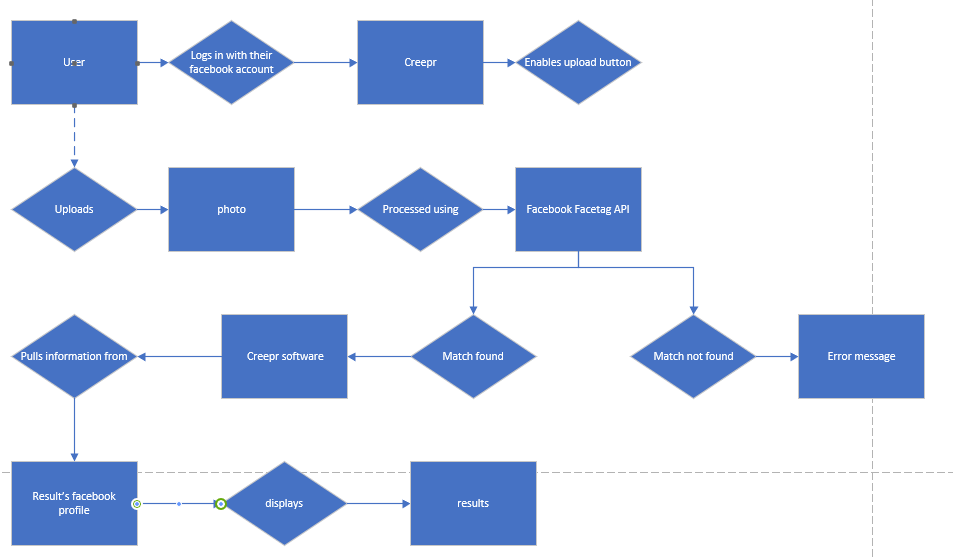 User
Logs in with their
facebook account
Creepr
Enables upload button
Uploads
photo
Processed using
Facebook Facetag API
Pulls information from
Creepr software
Match found
Match not found
Error message
Result's facebook
profile
displays
results